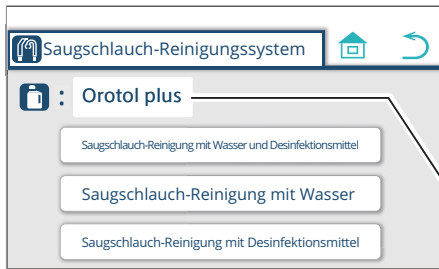 Saugschlauch-Reinigungssystem
: Orotol plus
Saugschlauch-Reinigung mit Wasser und Desinfektionsmittel
Saugschlauch-Reinigung mit Wasser
Saugschlauch-Reinigung mit Desinfektionsmittel